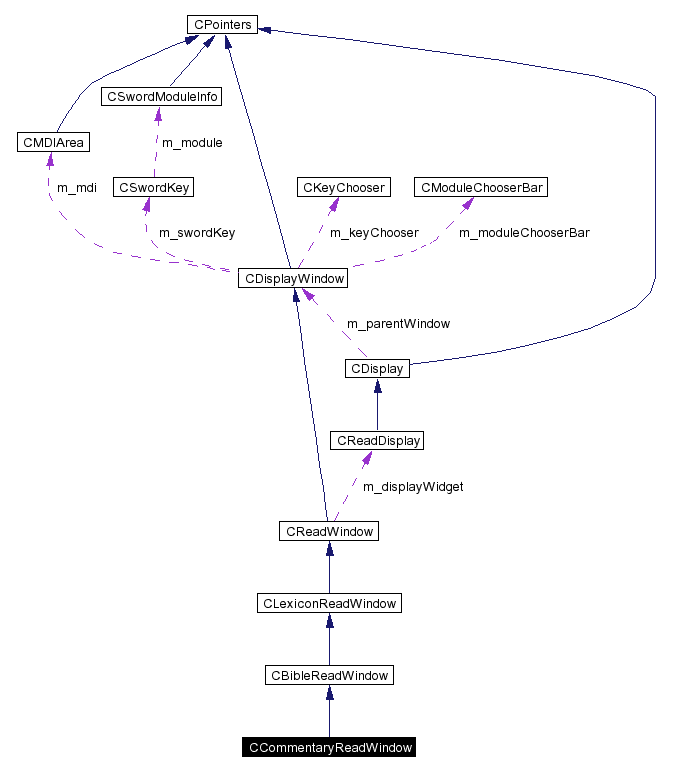 CPointers
CSwordModuleInfo
CMDIArea
m_module
m_mdi
CSwordKey
CKeyChooser
CModuleChooserBar
m_swordKey
m_keyChooser
m_moduleChooserBar
CDisplayWindow
m_parentWindow
CDisplay
CReadDisplay
m_displayWidget
CReadWindow
CLexiconReadWindow
CBibleReadWindow
CCommentaryReadWindow